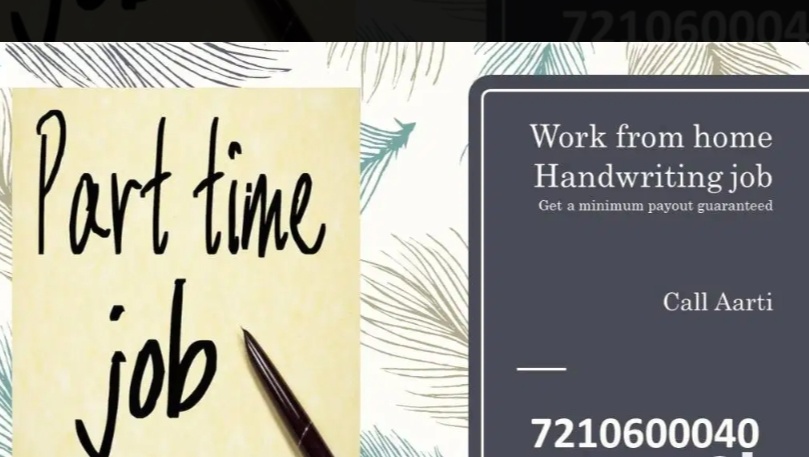 7210600040
Part time
job
Work from home
Handwriting job
Get a minimum payout guaranteed
Call Aarti
7210600040